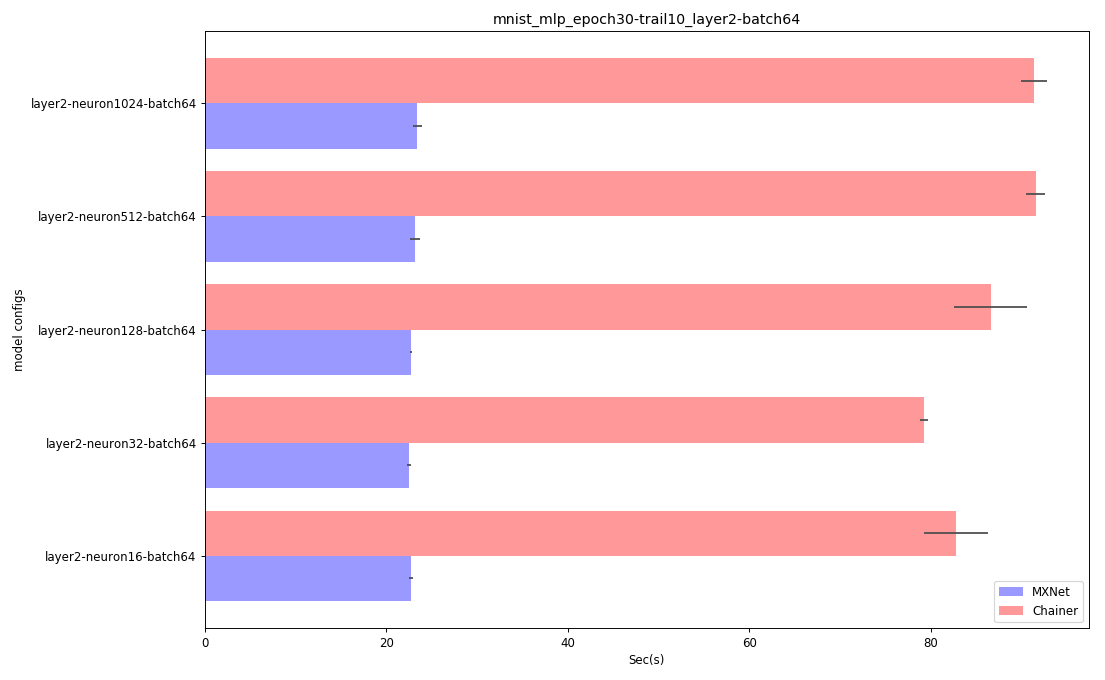 mnist_mlp_epoch30-trail10_layer2-batch64
model configs
layer2-neuron1024-batch64
layer2-neuron512-batch64
layer2-neuron128-batch64
layer2-neuron32-batch64
layer2-neuron16-batch64
MXNet
Chainer
0 20 40 60 80
Sec(s)